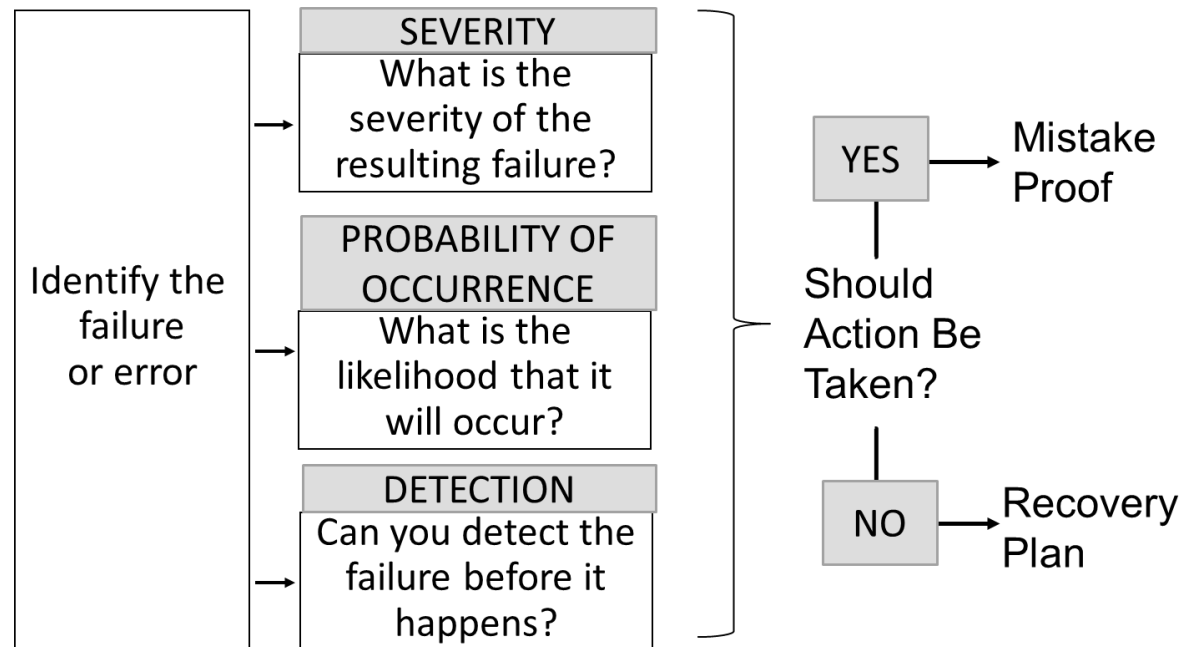 Identify the
failure
or error
SEVERITY
What is the
severity of the
resulting failure?
PROBABILITY OF
OCCURRENCE
What is the
likelihood that it
will occur?
DETECTION
Can you detect the
failure before it
happens?
YES
Mistake
Proof
Should
Action Be
Taken?
NO
Recovery
Plan